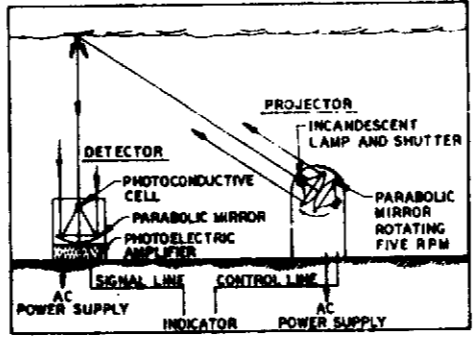 PROJECTOR
INCANDESCENT
LAMP AND SHUTTER
DETECTOR
PHOTOCONDUCTIVE
CELL
PARABOLIC MIRROR
PHOTOELECTRIC
AMPLIFIER
PARABOLIC
MIRROR
ROTATING
FIVE RPM
SIGNAL LINE
CONTROL LINE
AC
POWER SUPPLY
INDICATOR
AC
POWER SUPPLY